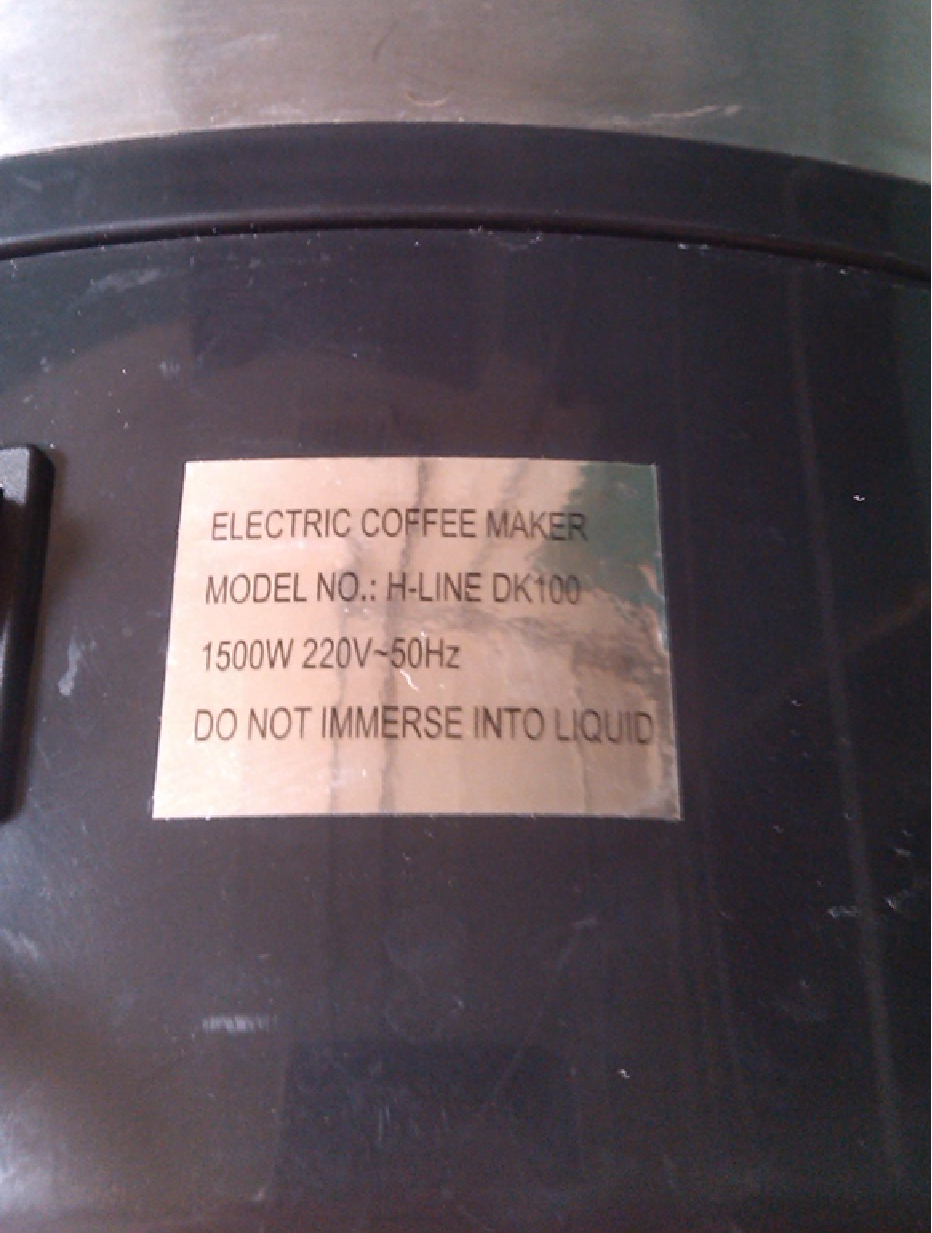 ELECTRIC COFFEE MAKER
MODEL NO.: H-LINE DK100
1500W 220V~50Hz
DO NOT IMMERSE INTO LIQUID